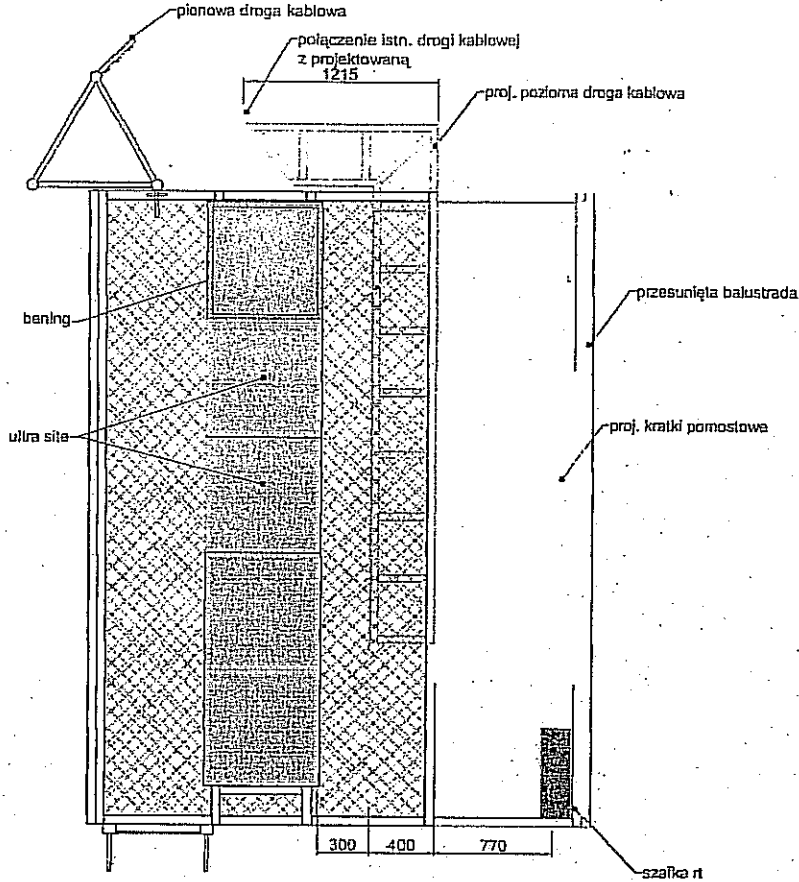 pionowa droga kablowa
połączenie istn. drogi kablowej
z projektowaną
1215
proj. pozioma droga kablowa
bening
przesunięta balustrada
ultra site
proj. kratki pomostowe
300
400
770
szafka rt